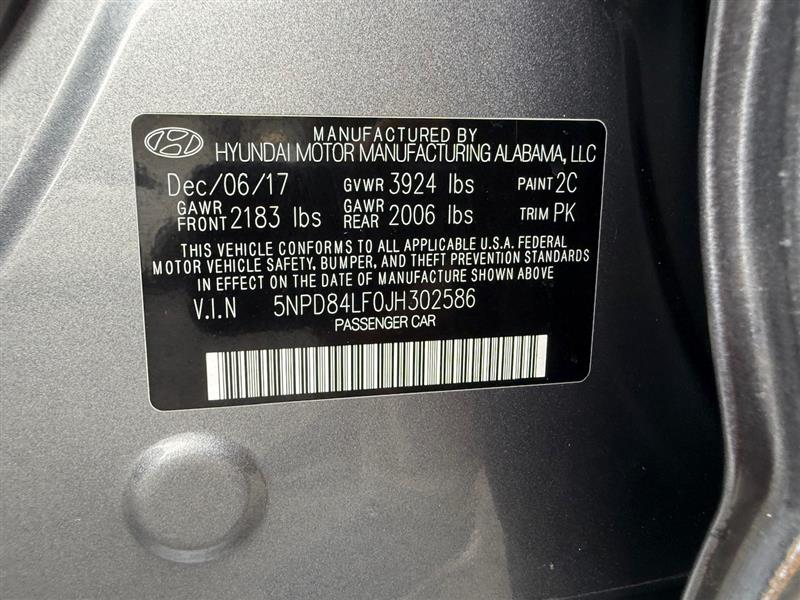 MANUFACTURED BY
HYUNDAI MOTOR MANUFACTURING ALABAMA, LLC
Dec/06/17 GVWR 3924 lbs PAINT 2C
GAWR FRONT 2183 lbs GAWR REAR 2006 lbs TRIM PK
THIS VEHICLE CONFORMS TO ALL APPLICABLE U.S.A. FEDERAL
MOTOR VEHICLE SAFETY, BUMPER, AND THEFT PREVENTION STANDARDS
IN EFFECT ON THE DATE OF MANUFACTURE SHOWN ABOVE
V.I.N 5NPD84LF0JH302586
PASSENGER CAR